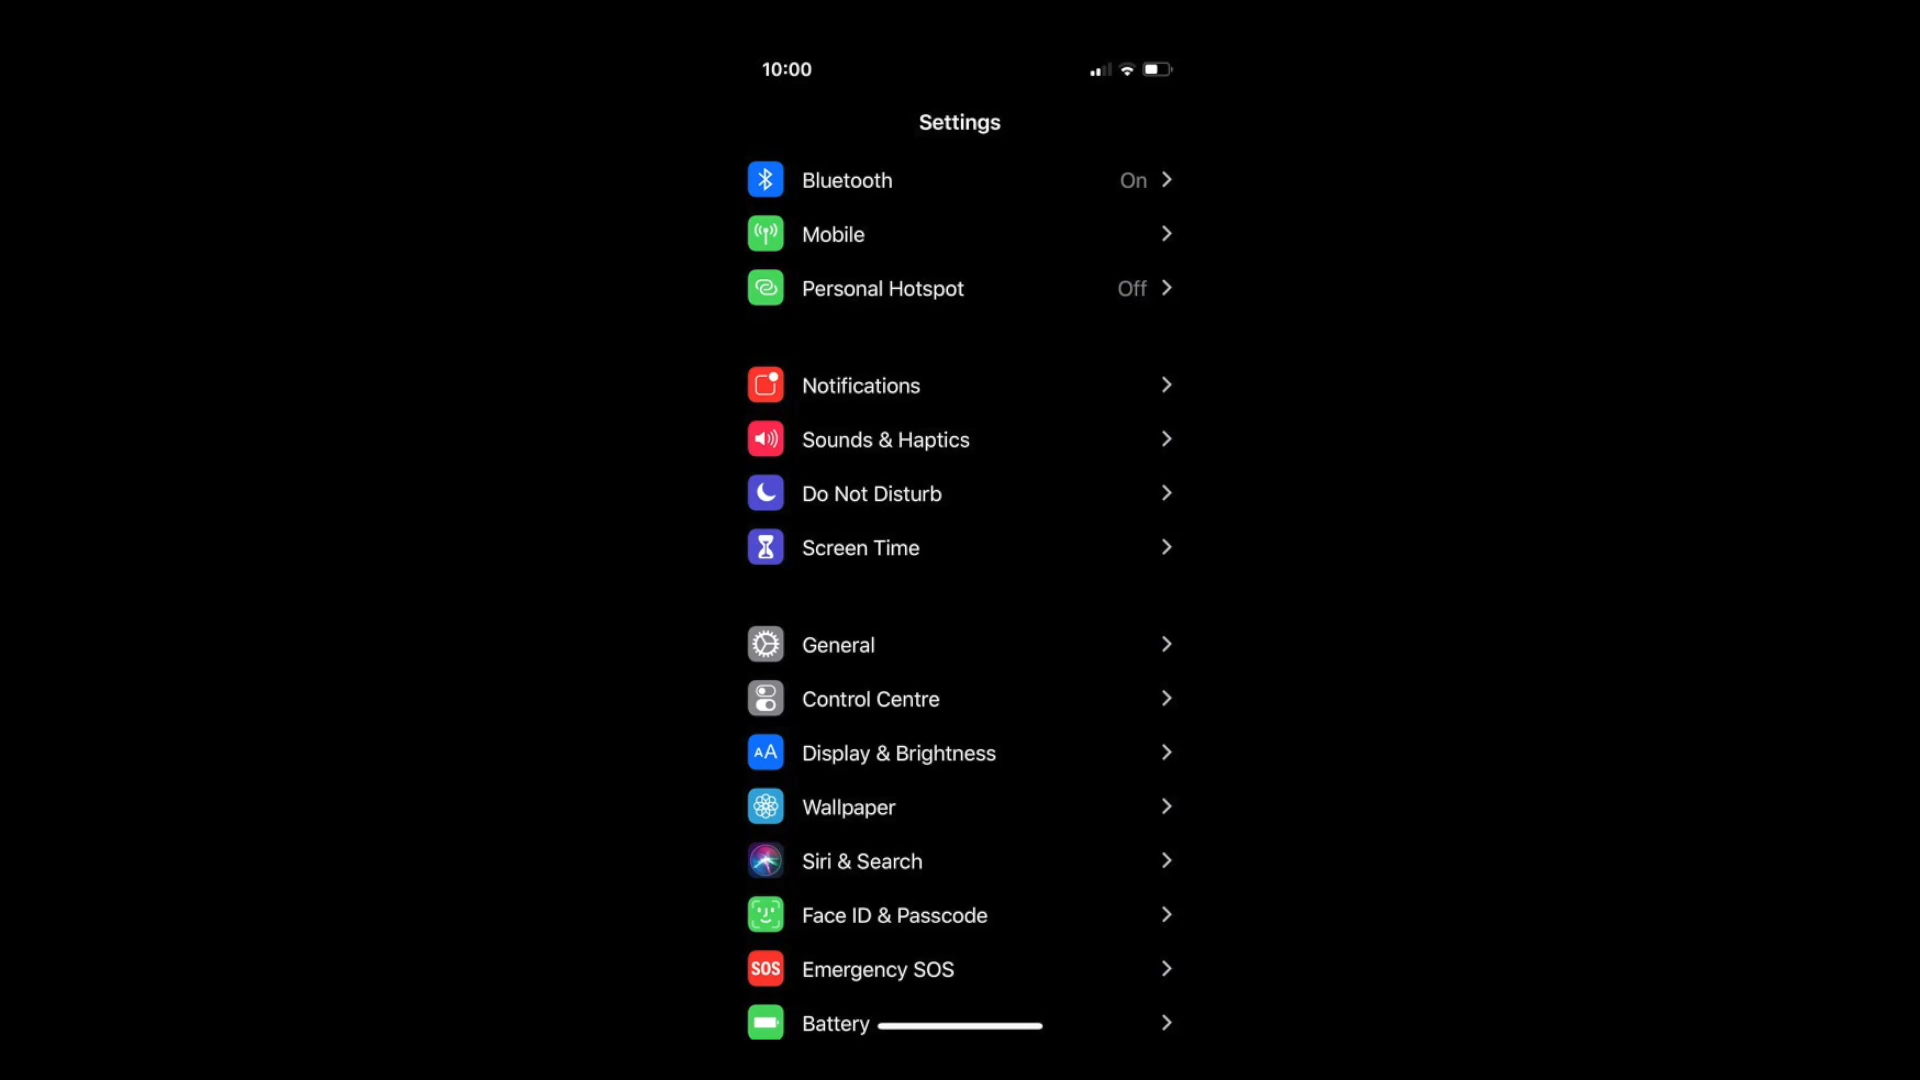 10:00
Settings
Bluetooth On
Mobile
Personal Hotspot Off
Notifications
Sounds & Haptics
Do Not Disturb
Screen Time
General
Control Centre
AA Display & Brightness
Wallpaper
Siri & Search
Face ID & Passcode
SOS Emergency SOS
Battery